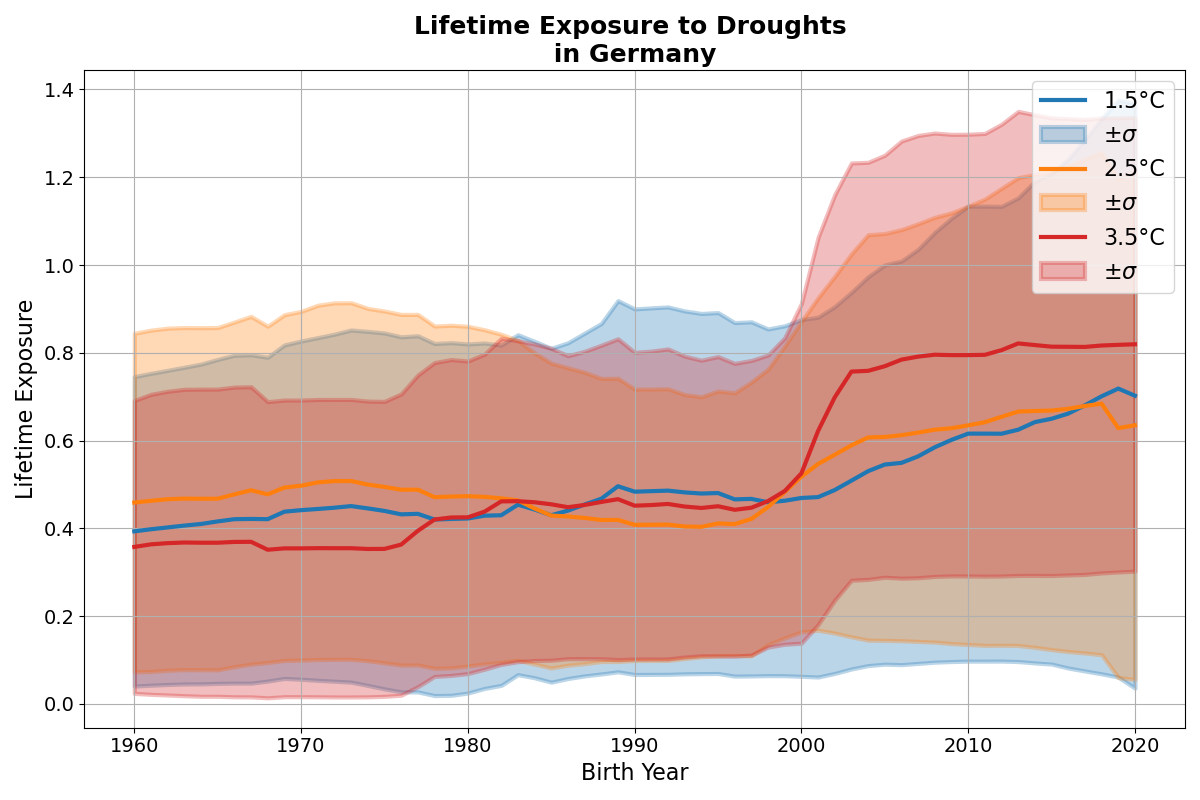 Lifetime Exposure to Droughts
in Germany
1.4
1.2
1.0
0.8
0.6
0.4
0.2
0.0
Lifetime Exposure
1.5°C
±σ
2.5°C
±σ
3.5°C
±σ
1960
1970
1980
1990
2000
2010
2020
Birth Year